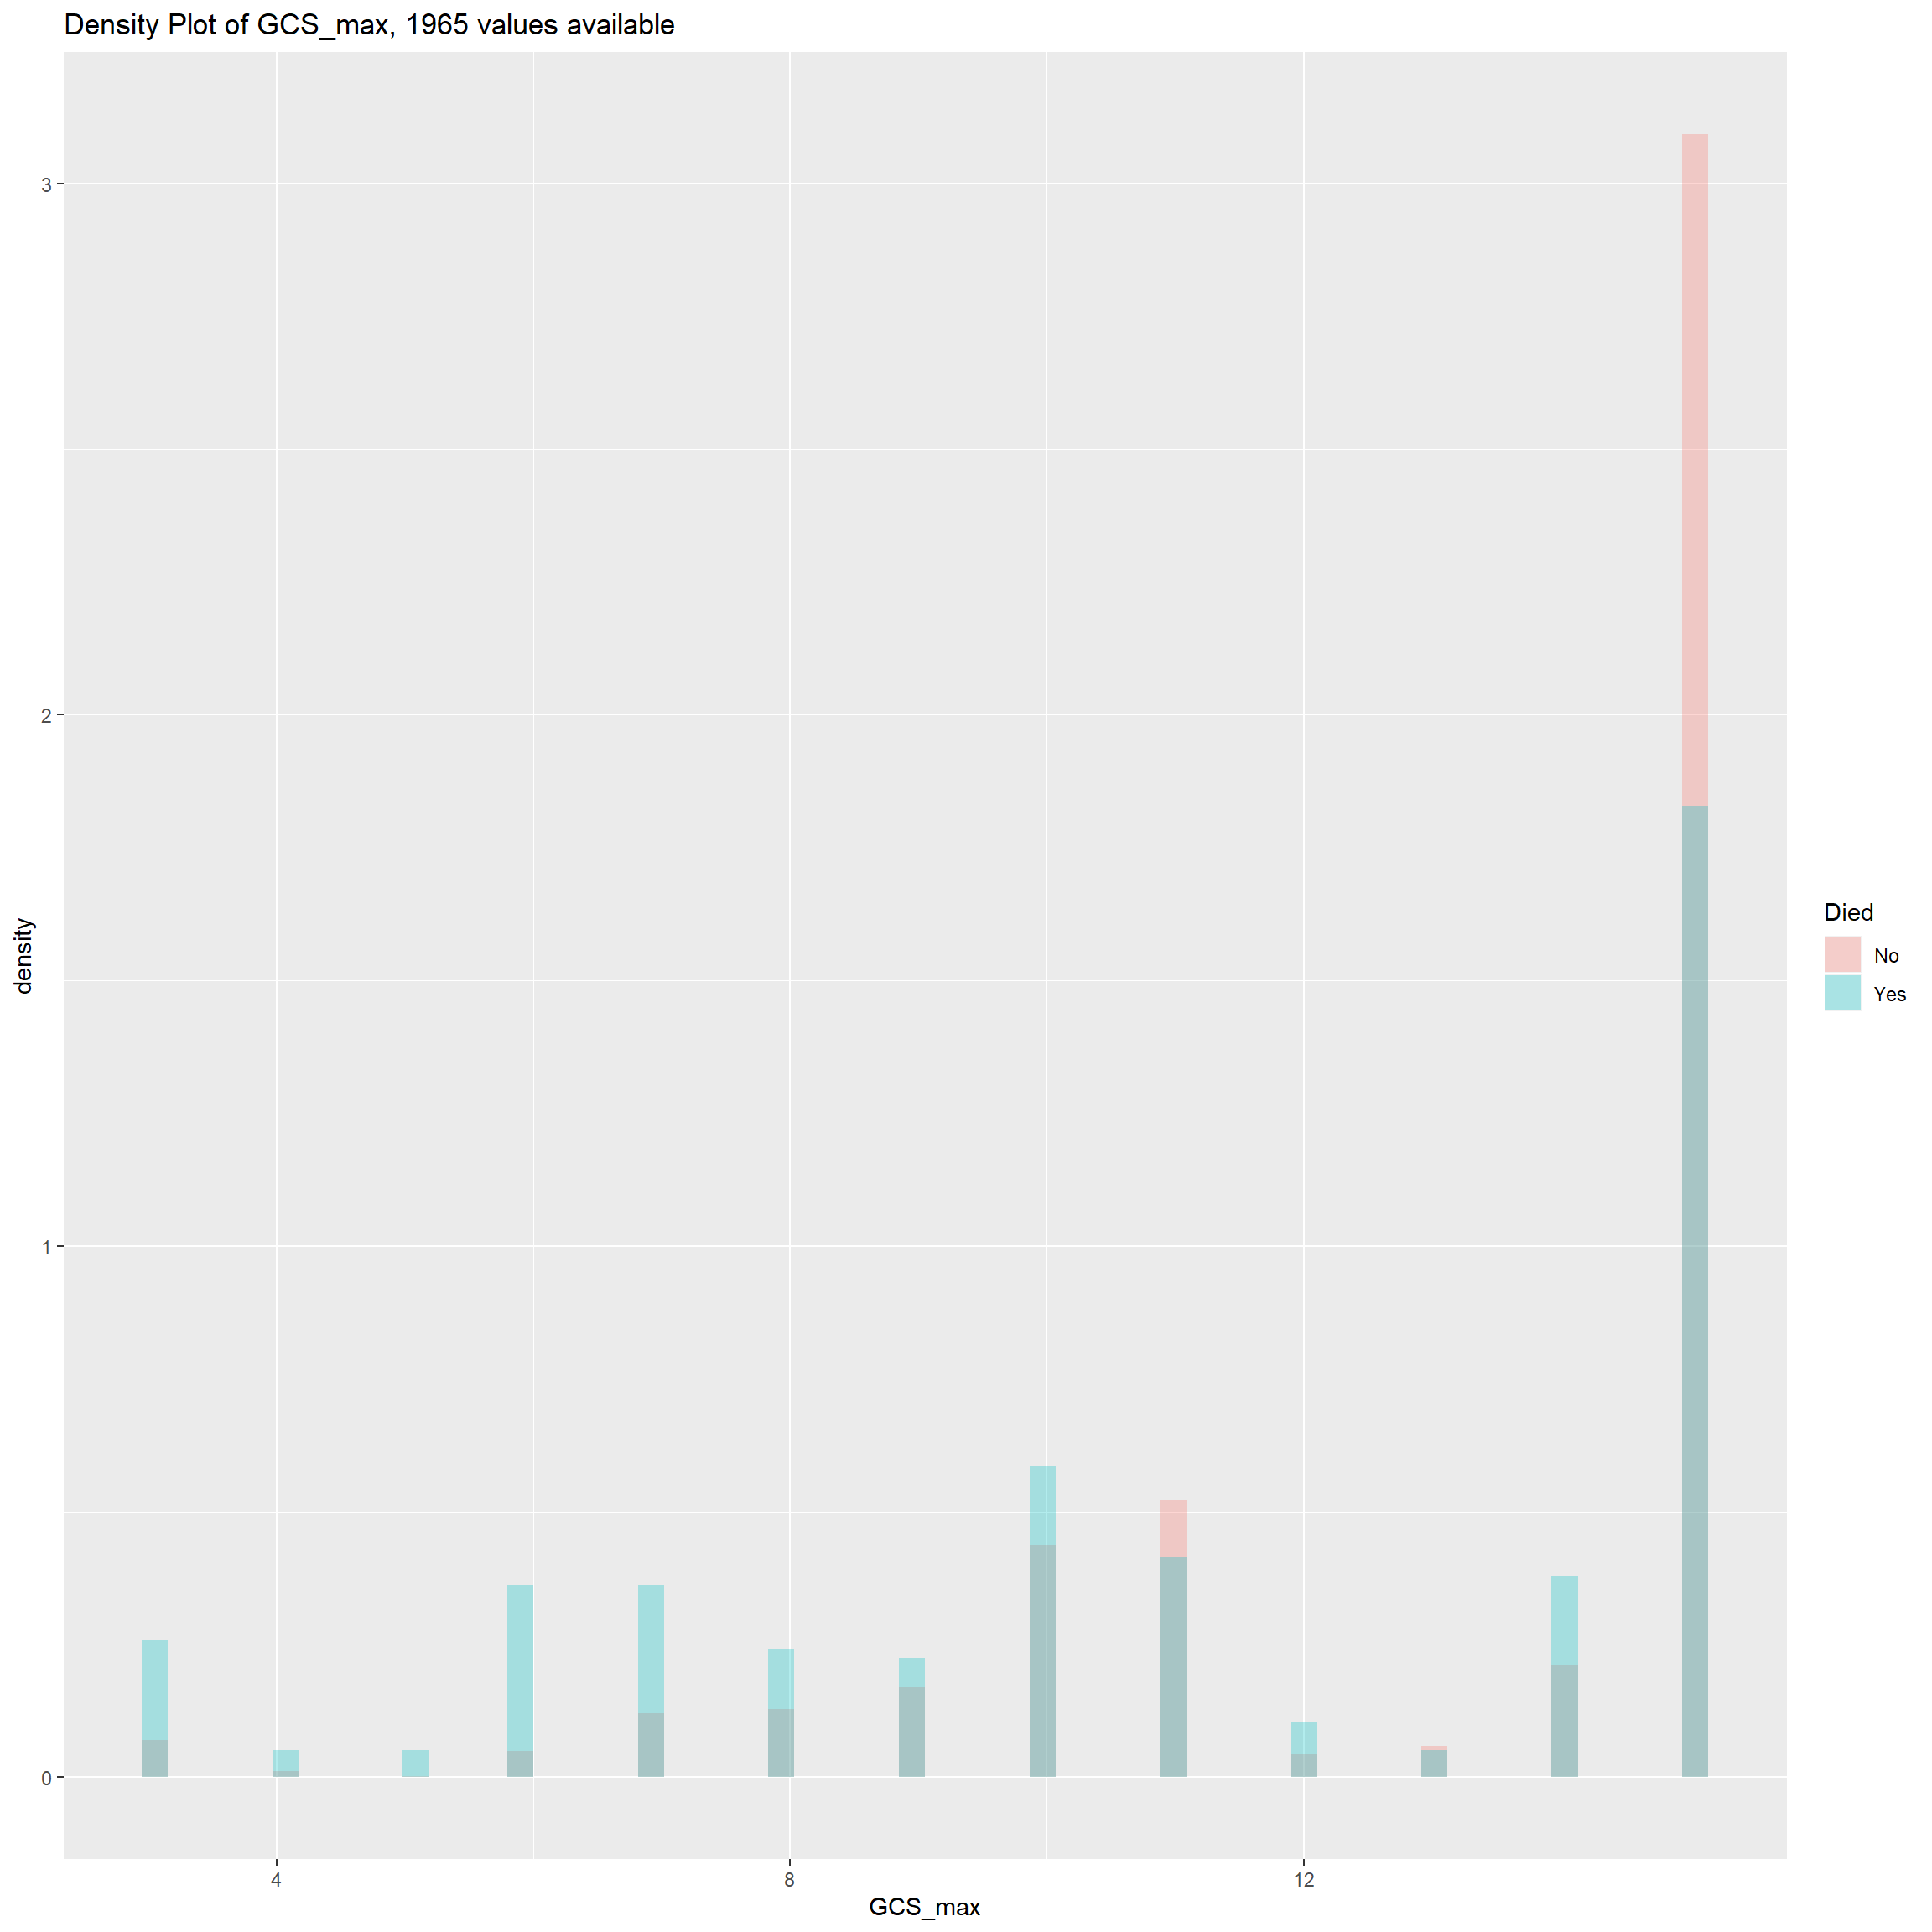 Density Plot of GCS_max, 1965 values available
density
3
2
1
0
4
8
12
GCS_max
Died
No
Yes